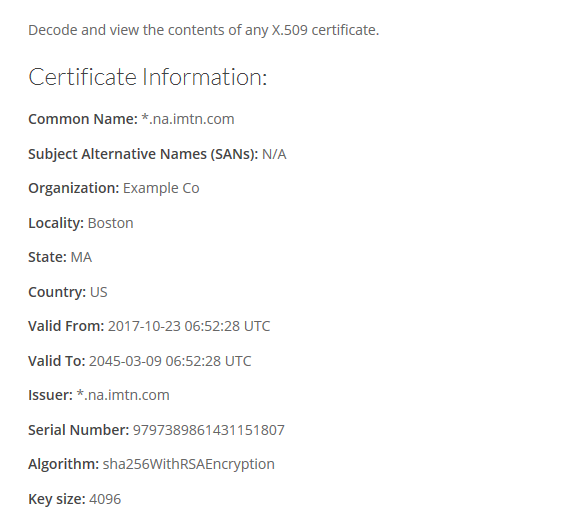 Decode and view the contents of any X.509 certificate.
Certificate Information:
Common Name: *.na.imtn.com
Subject Alternative Names (SANs): N/A
Organization: Example Co
Locality: Boston
State: MA
Country: US
Valid From: 2017-10-23 06:52:28 UTC
Valid To: 2045-03-09 06:52:28 UTC
Issuer: *.na.imtn.com
Serial Number: 9797389861431151807
Algorithm: sha256WithRSAEncryption
Key size: 4096